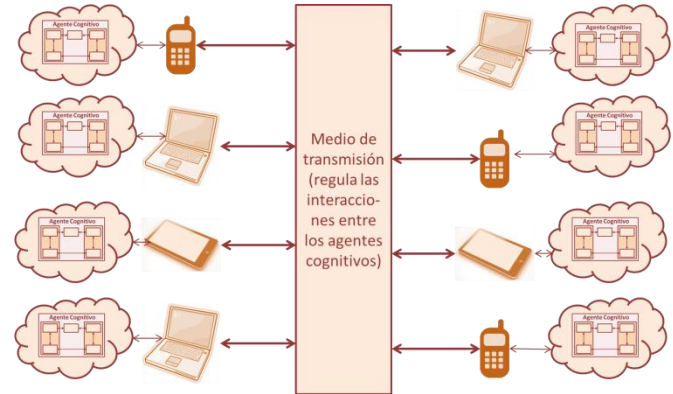 Agente Cognitivo
Agente Cognitivo
Agente Cognitivo
Agente Cognitivo
Medio de
transmisión
(regula las
interaccio-
nes entre
los agentes
cognitivos)
Agente Cognitivo
Agente Cognitivo
Agente Cognitivo
Agente Cognitivo